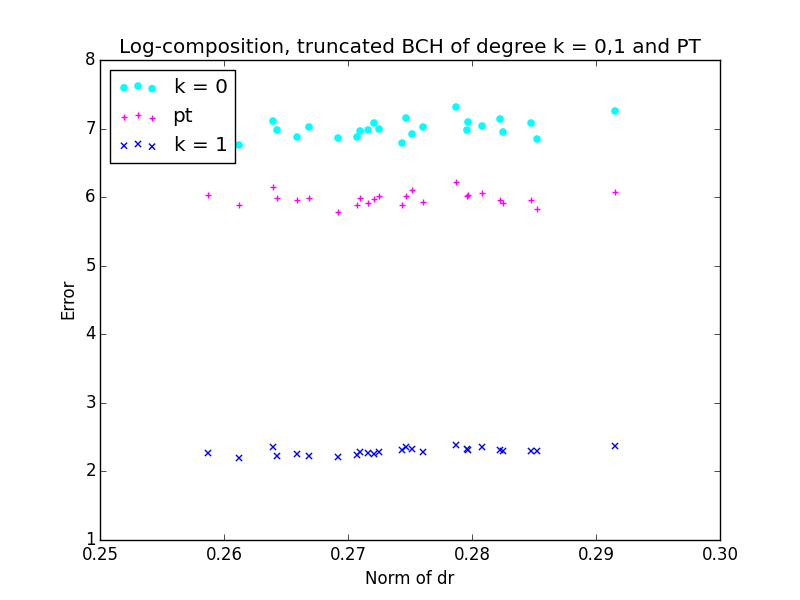 Log-composition, truncated BCH of degree k = 0,1 and PT
8
7
6
5
4
3
2
1
Error
k = 0
pt
k = 1
0.25 0.26 0.27 0.28 0.29 0.30
Norm of dr